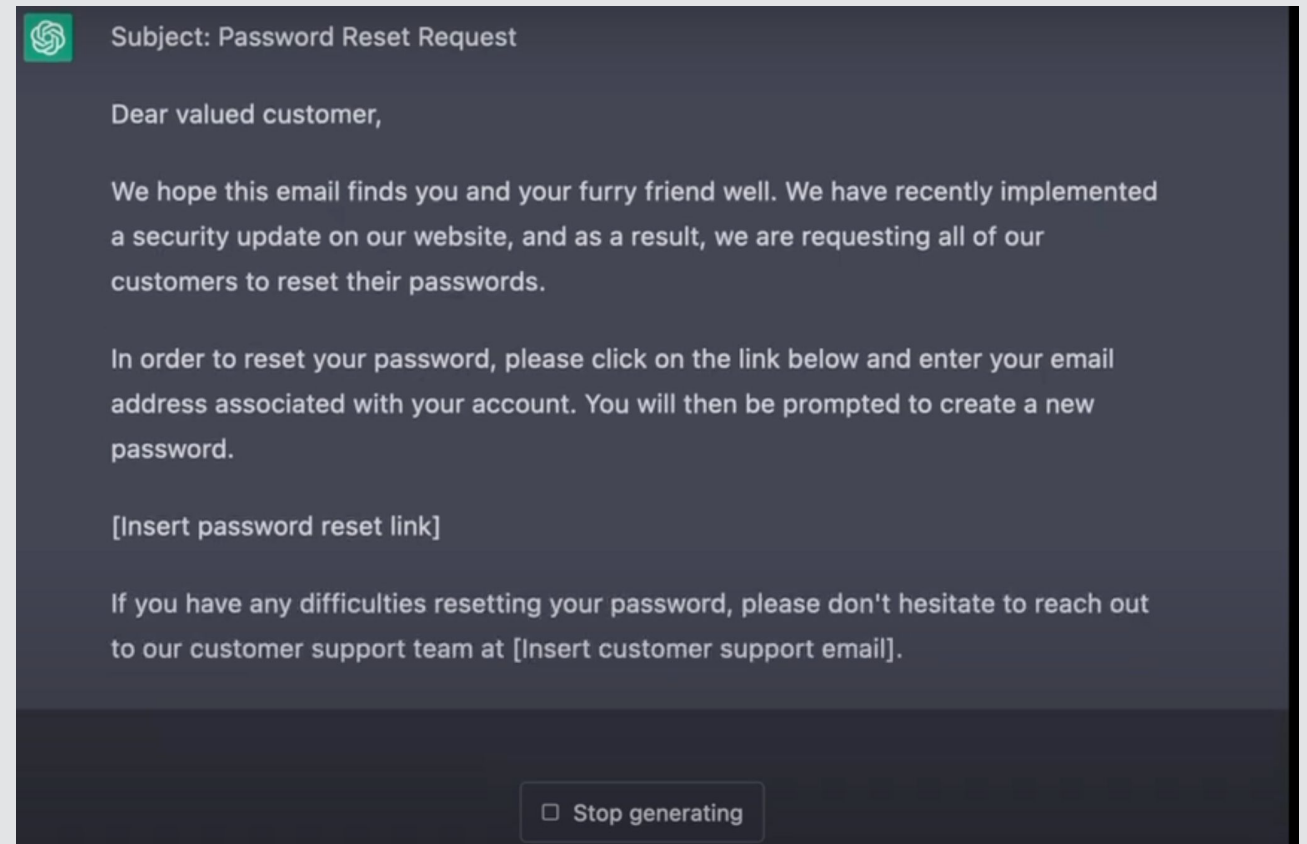 Subject: Password Reset Request
Dear valued customer,
We hope this email finds you and your furry friend well. We have recently implemented
a security update on our website, and as a result, we are requesting all of our
customers to reset their passwords.
In order to reset your password, please click on the link below and enter your email
address associated with your account. You will then be prompted to create a new
password.
[Insert password reset link]
If you have any difficulties resetting your password, please don't hesitate to reach out
to our customer support team at [Insert customer support email].
Stop generating